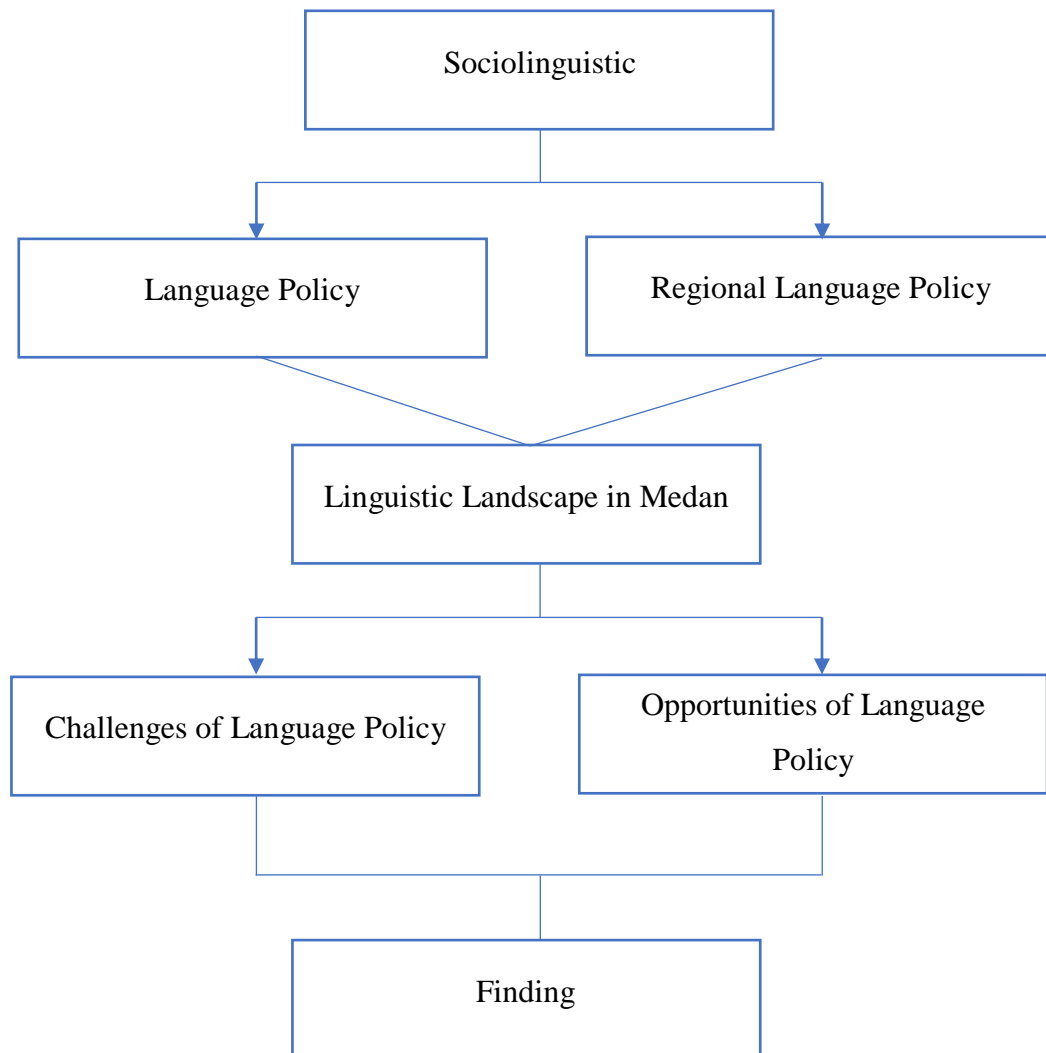 Sociolinguistic
Language Policy
Regional Language Policy
Linguistic Landscape in Medan
Challenges of Language Policy
Opportunities of Language
Policy
Finding